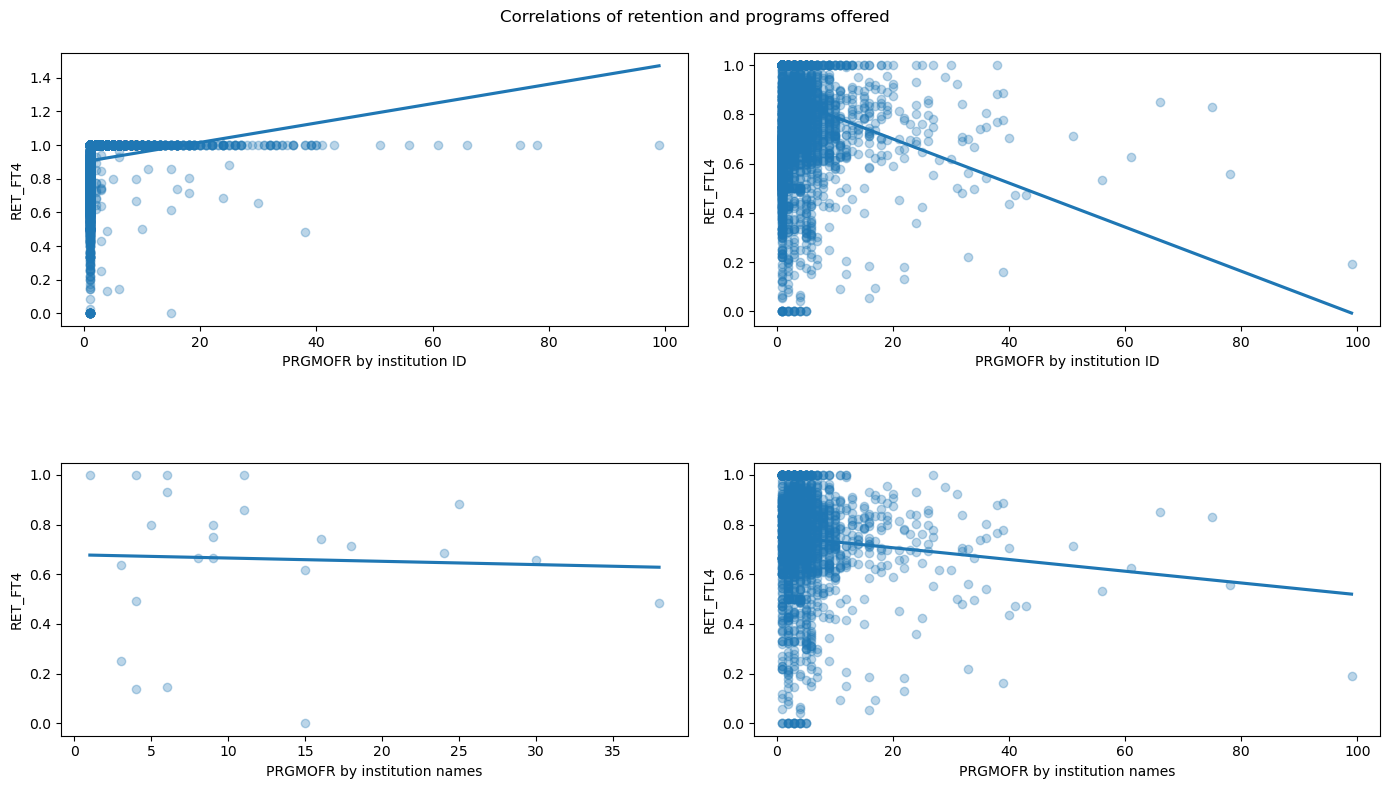 Correlations of retention and programs offered
1.4
1.2
1.0
0.8
0.6
0.4
0.2
0.0
RET_FT4
0 20 40 60 80 100
PRGMOFR by institution ID
1.0
0.8
0.6
0.4
0.2
0.0
RET_FTL4
0 20 40 60 80 100
PRGMOFR by institution ID
1.0
0.8
0.6
0.4
0.2
0.0
RET_FT4
0 5 10 15 20 25 30 35
PRGMOFR by institution names
1.0
0.8
0.6
0.4
0.2
0.0
RET_FTL4
0 20 40 60 80 100
PRGMOFR by institution names